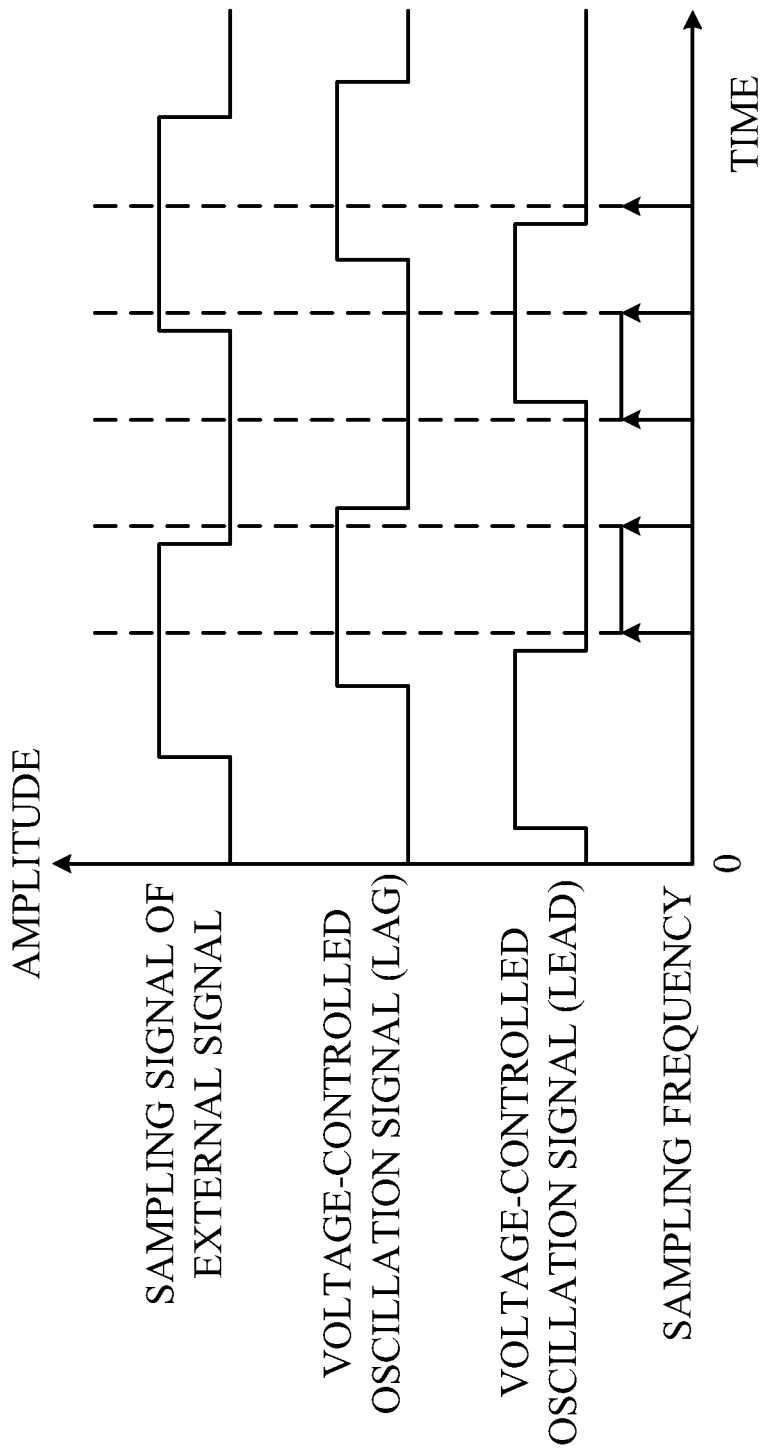 AMPLITUDE
SAMPLING SIGNAL OF
EXTERNAL SIGNAL
VOLTAGE-CONTROLLED
OSCILLATION SIGNAL (LAG)
VOLTAGE-CONTROLLED
OSCILLATION SIGNAL (LEAD)
SAMPLING FREQUENCY
0
TIME